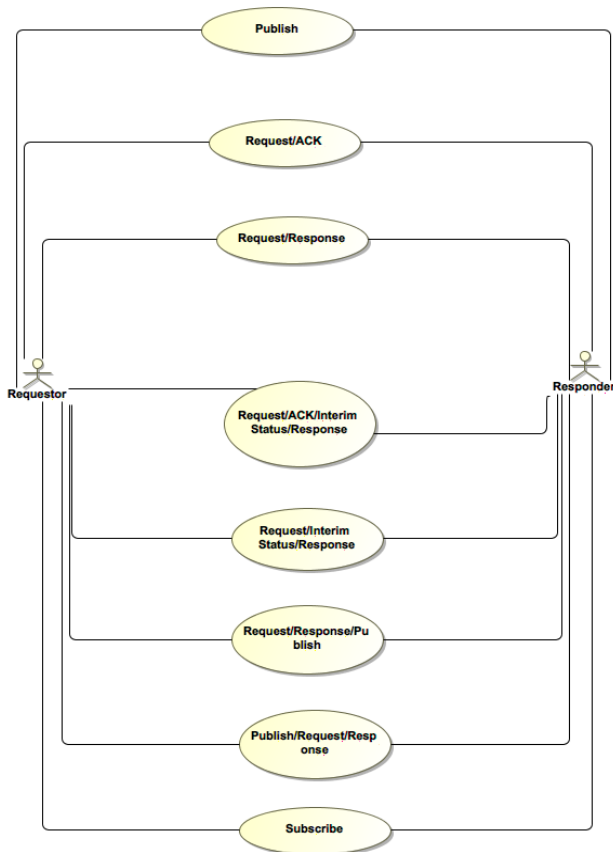 Publish
Request/ACK
Request/Response
Requestor
Responder
Request/ACK/Interim
Status/Response
Request/Interim
Status/Response
Request/Response/Pu
blish
Publish/Request/Resp
onse
Subscribe